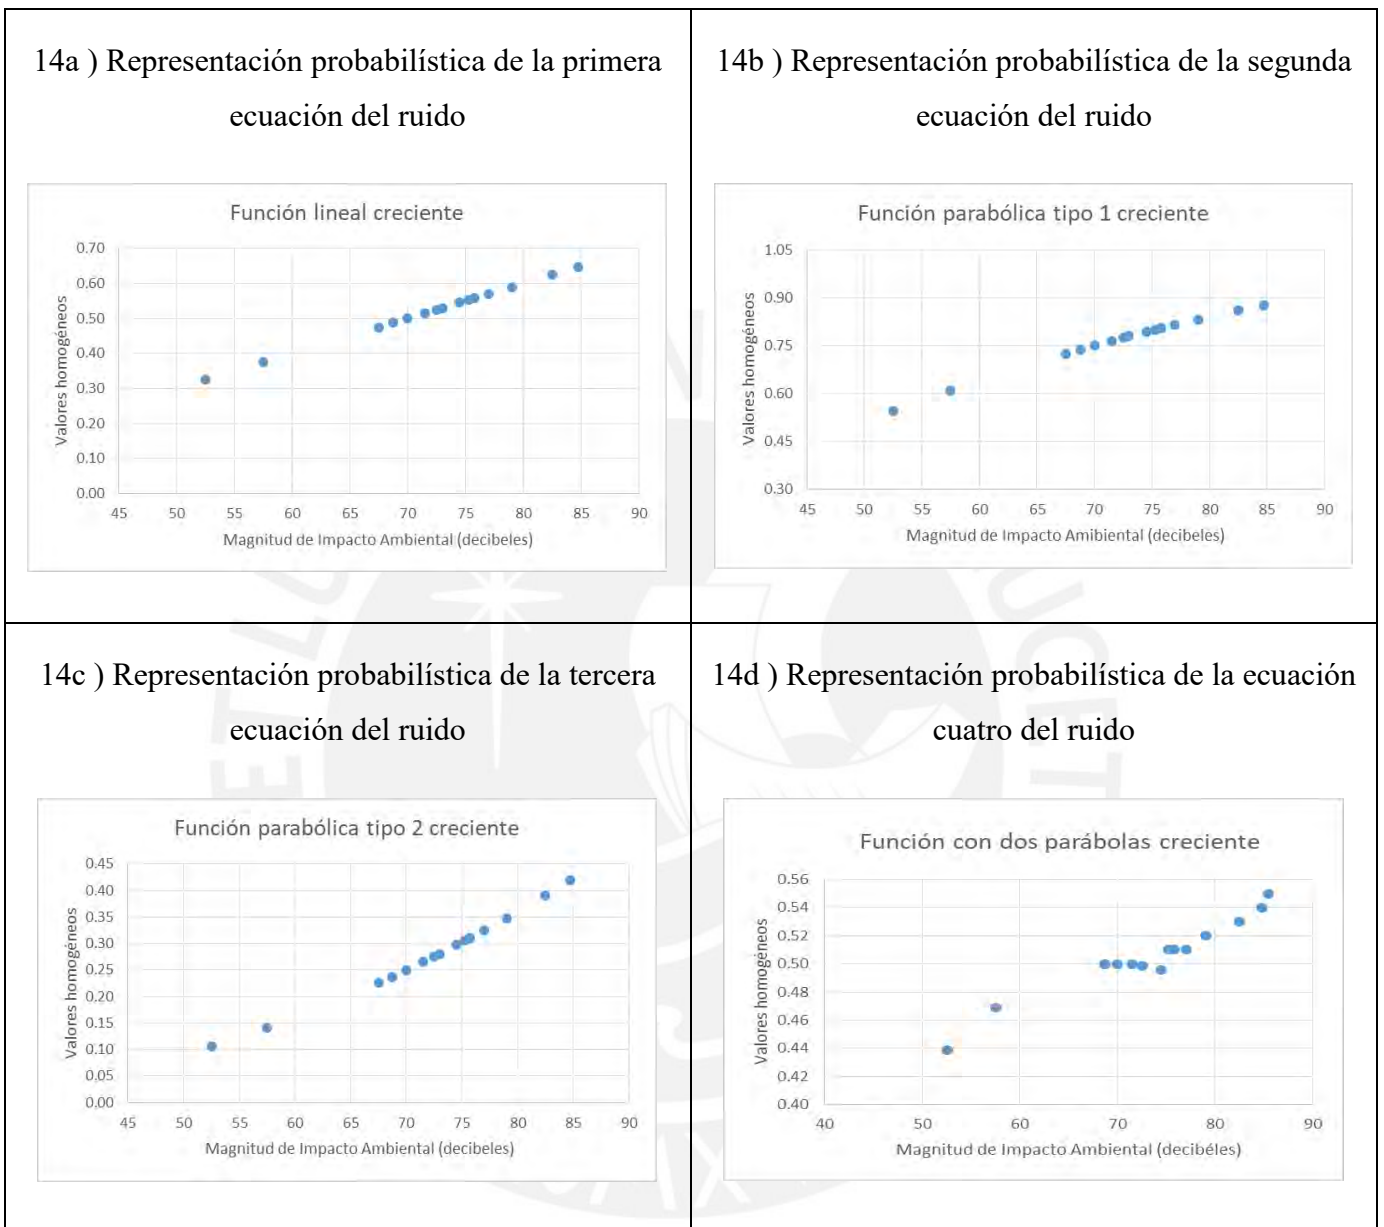 14a ) Representación probabilística de la primera
ecuación del ruido
Función lineal creciente
Valores homogéneos
0.70
0.60
0.50
0.40
0.30
0.20
0.10
0.00
45 50 55 60 65 70 75 80 85 90
Magnitud de Impacto Ambiental (decibeles)
14b ) Representación probabilística de la segunda
ecuación del ruido
Función parabólica tipo 1 creciente
Valores homogéneos
1.05
0.90
0.75
0.60
0.45
0.30
45 50 55 60 65 70 75 80 85 90
Magnitud de Impacto Amibiental (decibeles)
14c ) Representación probabilística de la tercera
ecuación del ruido
Función parabólica tipo 2 creciente
Valores homogéneos
0.45
0.40
0.35
0.30
0.25
0.20
0.15
0.10
0.05
0.00
45 50 55 60 65 70 75 80 85 90
Magnitud de Impacto Ambiental (decibeles)
14d ) Representación probabilística de la ecuación
cuatro del ruido
Función con dos parábolas creciente
Valores homogéneos
0.56
0.54
0.52
0.50
0.48
0.46
0.44
0.42
0.40
40 50 60 70 80 90
Magnitud de Impacto Ambiental (decibéles)